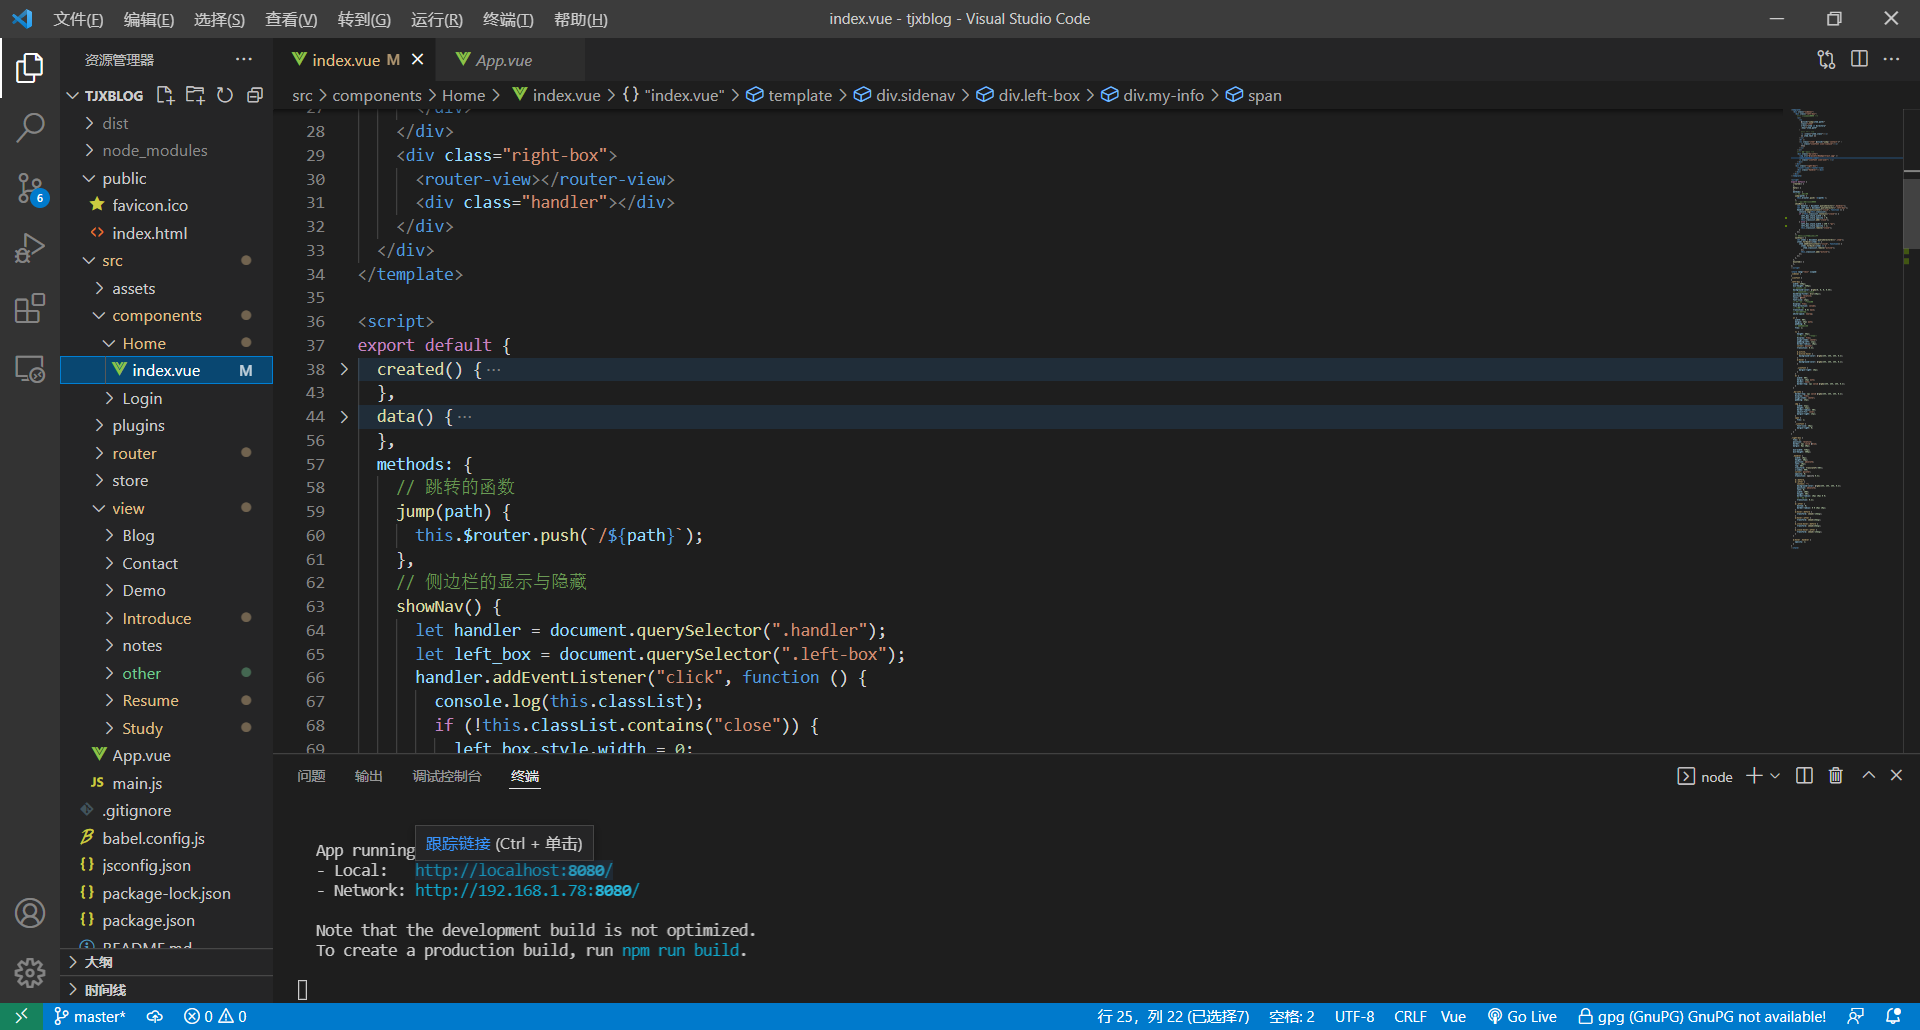 文件(F) 编辑(E) 选择(S) 查看(V) 转到(G) 运行(R) 终端(T) 帮助(H) index.vue - tjxblog - Visual Studio Code
资源管理器
TJXBLOG
dist
node_modules
public
favicon.ico
index.html
src
assets
components
Home
index.vue M
Login
plugins
router
store
view
Blog
Contact
Demo
Introduce
notes
other
Resume
Study
App.vue
JS main.js
.gitignore
babel.config.js
{} jsconfig.json
{} package-lock.json
{} package.json
README.md
大纲
时间线
6
index.vue M App.vue
src > components > Home > index.vue > {} "index.vue" > template > div.sidenav > div.left-box > div.my-info > span
27 </div>
28 </div>
29 <div class="right-box">
30 <router-view></router-view>
31 <div class="handler"></div>
32 </div>
33 </div>
34 </template>
35
36 <script>
37 export default {
38 created() { ···
43 },
44 data() { ···
56 },
57 methods: {
58 // 跳转的函数
59 jump(path) {
60 this.$router.push(`/${path}`);
61 },
62 // 侧边栏的显示与隐藏
63 showNav() {
64 let handler = document.querySelector(".handler");
65 let left_box = document.querySelector(".left-box");
66 handler.addEventListener("click", function () {
67 console.log(this.classList);
68 if (!this.classList.contains("close")) {
69 left_box.style.width = 0;
问题 输出 调试控制台 终端 node
跟踪链接 (Ctrl + 单击)
App running
- Local: http://localhost:8080/
- Network: http://192.168.1.78:8080/
Note that the development build is not optimized.
To create a production build, run npm run build.
master* 0 0 行 25，列 22 (已选择7) 空格: 2 UTF-8 CRLF Vue Go Live gpg (GnuPG) GnuPG not available!